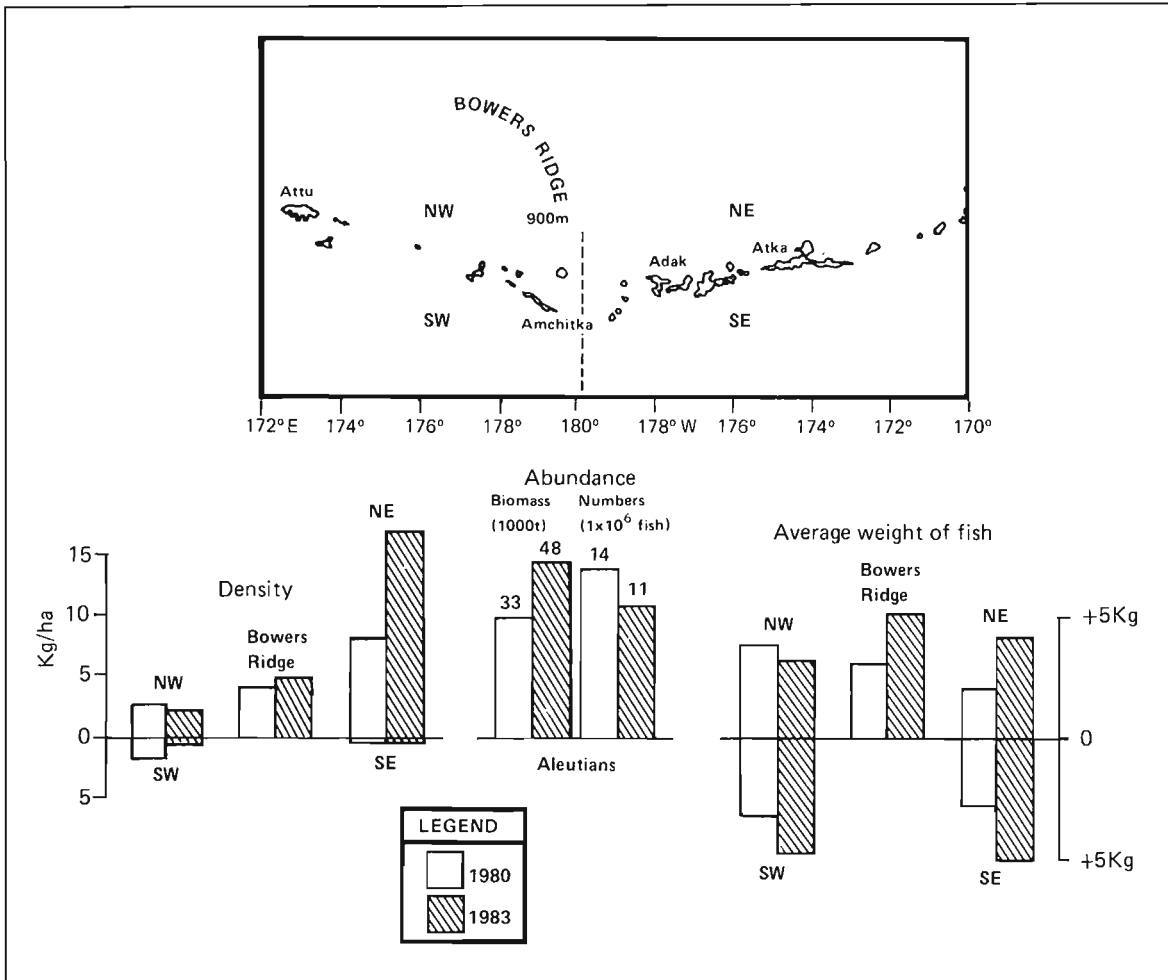 BOWERS RIDGE
Attu
NW
900m
NE
Adak
Atka
SW
Amchitka
SE
172° E 174° 176° 178° 180° 178° W 176° 174° 172° 170°
Abundance
Biomass Numbers
(1000t) (1x10⁶ fish)
NE
15
10
5
0
5
Kg/ha
Density
NW
SW
Bowers
Ridge
SE
33
48
14
11
Aleutians
Average weight of fish
NW
Bowers
Ridge
NE
+5Kg
0
+5Kg
SW
SE
LEGEND
1980
1983